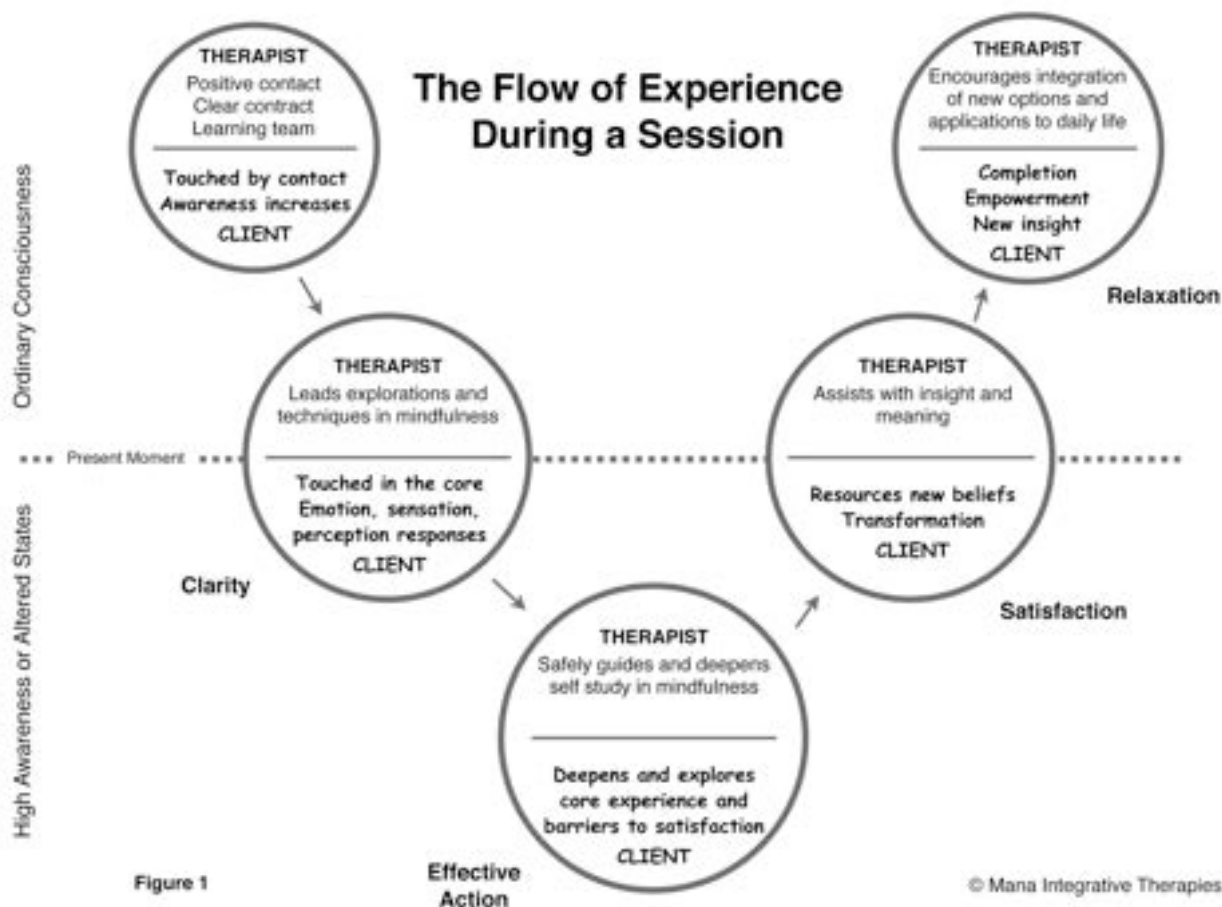 The Flow of Experience
During a Session
Ordinary Consciousness
High Awareness or Altered States
THERAPIST
Positive contact
Clear contract
Learning team
Touched by contact
Awareness increases
CLIENT
THERAPIST
Leads explorations and
techniques in mindfulness
Present Moment
Touched in the core
Emotion, sensation,
perception responses
CLIENT
Clarity
THERAPIST
Safely guides and deepens
self study in mindfulness
Deepens and explores
core experience and
barriers to satisfaction
CLIENT
Effective
Action
THERAPIST
Assists with insight and
meaning
Resources new beliefs
Transformation
CLIENT
Satisfaction
THERAPIST
Encourages integration
of new options and
applications to daily life
Completion
Empowerment
New insight
CLIENT
Relaxation
Figure 1
© Mana Integrative Therapies